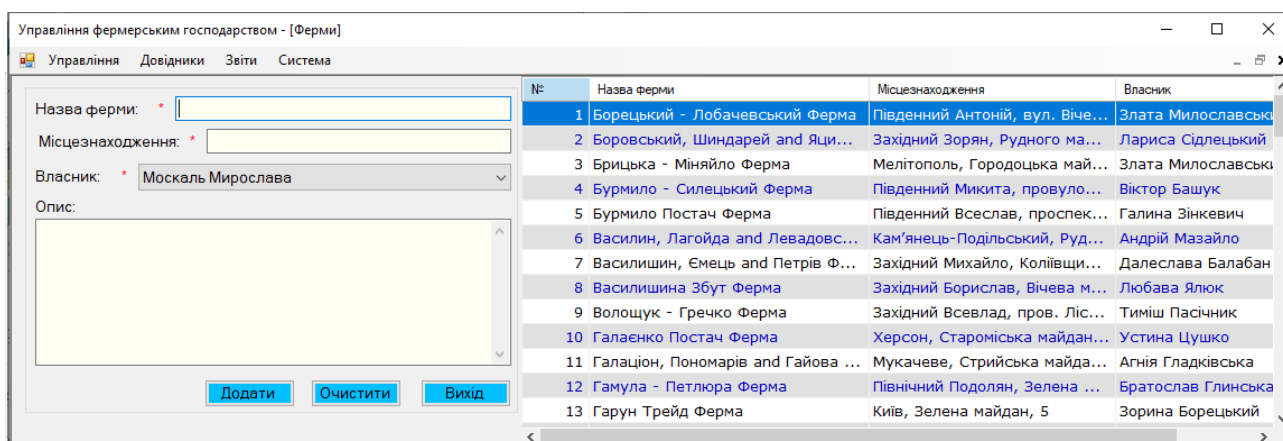 Управління фермерським господарством - [Ферми]
Управління Довідники Звіти Система
Назва ферми: *
Місцезнаходження: *
Власник: * Москаль Мирослава
Опис:
Додати Очистити Вихід
№ Назва ферми Місцезнаходження Власник
1 Борецький - Лобачевський Ферма Південний Антоній, вул. Віче... Злата Милославськи
2 Боровський, Шиндарей and Яци... Західний Зорян, Рудного ма... Лариса Сідлецький
3 Брицька - Міняйло Ферма Мелітополь, Городоцька май... Злата Милославськи
4 Бурмило - Силецький Ферма Південний Микита, провуло... Віктор Башук
5 Бурмило Постач Ферма Південний Всеслав, проспек... Галина Зінкевич
6 Василин, Лагойда and Левадовс... Кам’янець-Подільський, Руд... Андрій Мазайло
7 Василишин, Ємець and Петрів Ф... Західний Михайло, Коліївщи... Далеслава Балабан
8 Василишина Збут Ферма Західний Борислав, Вічева м... Любава Ялюк
9 Волощук - Гречко Ферма Західний Всевлад, пров. Ліс... Тиміш Пасічник
10 Галаєнко Постач Ферма Херсон, Староміська майдан... Устина Цушко
11 Галаціон, Пономарів and Гайова ... Мукачеве, Стрийська майда... Агнія Гладківська
12 Гамула - Петлюра Ферма Північний Подолян, Зелена ... Братослав Глинська
13 Гарун Трейд Ферма Київ, Зелена майдан, 5 Зорина Борецький